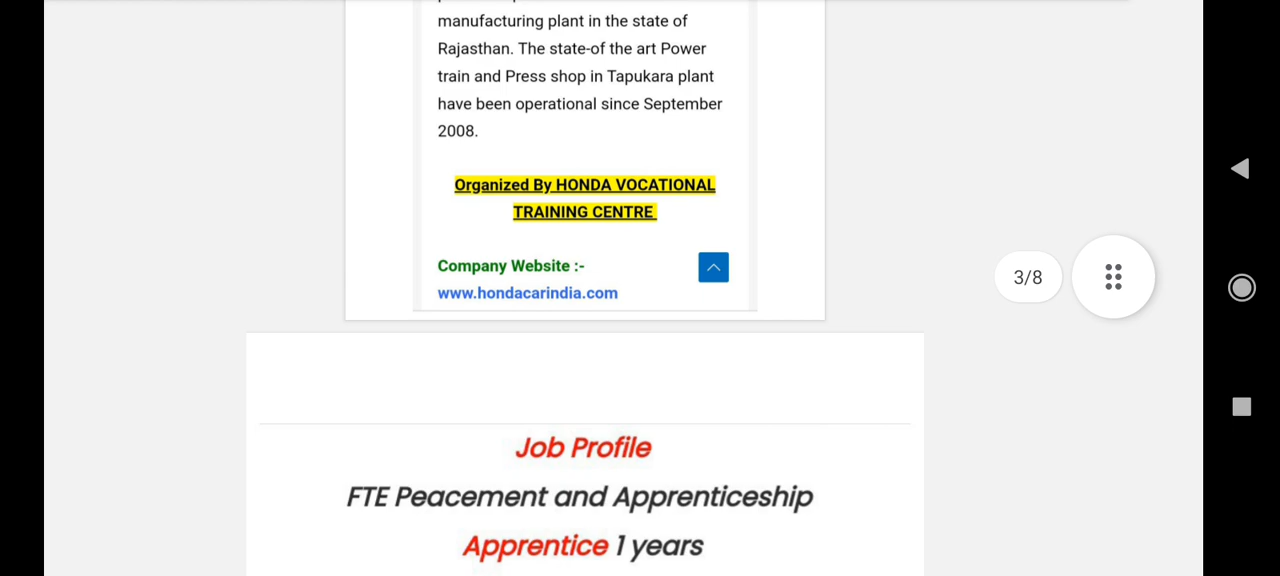 manufacturing plant in the state of
Rajasthan. The state-of the art Power
train and Press shop in Tapukara plant
have been operational since September
2008.
Organized By HONDA VOCATIONAL
TRAINING CENTRE
Company Website :-
www.hondacarindia.com
3/8
Job Profile
FTE Peacement and Apprenticeship
Apprentice 1 years